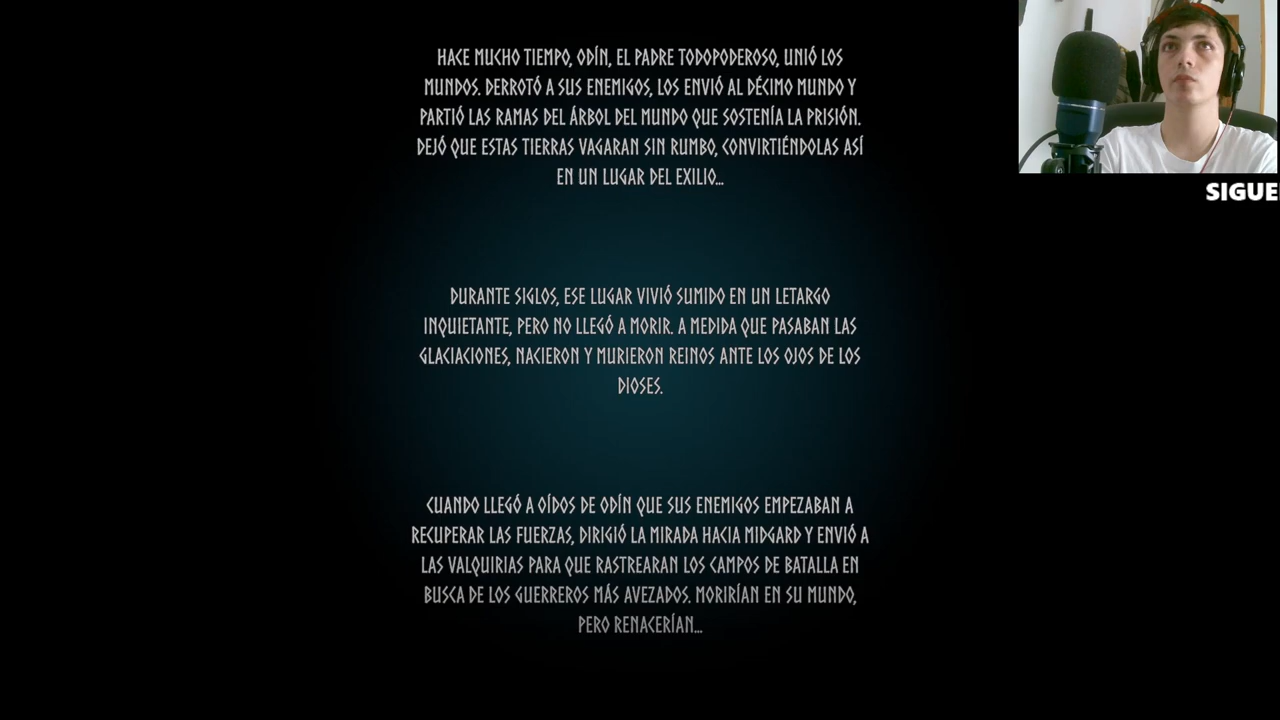 HACE MUCHO TIEMPO, ODÍN, EL PADRE TODOPODEROSO, UNIÓ LOS
MUNDOS. DERROTÓ A SUS ENEMIGOS, LOS ENVIÓ AL DÉCIMO MUNDO Y
PARTIÓ LAS RAMAS DEL ÁRBOL DEL MUNDO QUE SOSTENÍA LA PRISIÓN.
DEJÓ QUE ESTAS TIERRAS VAGARAN SIN RUMBO, CONVIRTIÉNDOLAS ASÍ
EN UN LUGAR DEL EXILIO...
SIGUE
DURANTE SIGLOS, ESE LUGAR VIVIÓ SUMIDO EN UN LETARGO
INQUIETANTE, PERO NO LLEGÓ A MORIR. A MEDIDA QUE PASABAN LAS
GLACIACIONES, NACIERON Y MURIERON REINOS ANTE LOS OJOS DE LOS
DIOSES.
CUANDO LLEGÓ A OÍDOS DE ODÍN QUE SUS ENEMIGOS EMPEZABAN A
RECUPERAR LAS FUERZAS, DIRIGIÓ LA MIRADA HACIA MIDGARD Y ENVIÓ A
LAS VALQUIRIAS PARA QUE RASTREARAN LOS CAMPOS DE BATALLA EN
BUSCA DE LOS GUERREROS MÁS AVEZADOS. MORIRÍAN EN SU MUNDO,
PERO RENACERÍAN...